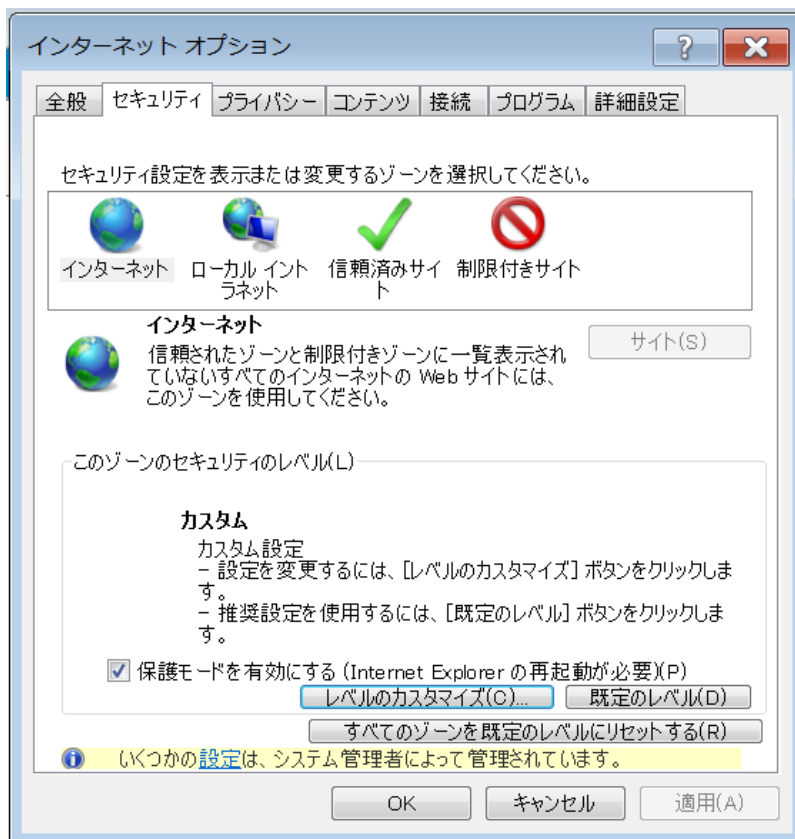 インターネット オプション
全般 セキュリティ プライバシー コンテンツ 接続 プログラム 詳細設定
セキュリティ設定を表示または変更するゾーンを選択してください。
インターネット
ローカル イント
ラネット
信頼済みサイ
ト
制限付きサイト
インターネット
信頼されたゾーンと制限付きゾーンに一覧表示され
ていないすべてのインターネットの Web サイトには、
このゾーンを使用してください。
サイト(S)
このゾーンのセキュリティのレベル(L)
カスタム
カスタム設定
- 設定を変更するには、[レベルのカスタマイズ] ボタンをクリックしま
す。
- 推奨設定を使用するには、[既定のレベル] ボタンをクリックしま
す。
保護モードを有効にする (Internet Explorer の再起動が必要)(P)
レベルのカスタマイズ(C)... 既定のレベル(D)
すべてのゾーンを既定のレベルにリセットする(R)
いくつかの設定は、システム管理者によって管理されています。
OK キャンセル 適用(A)